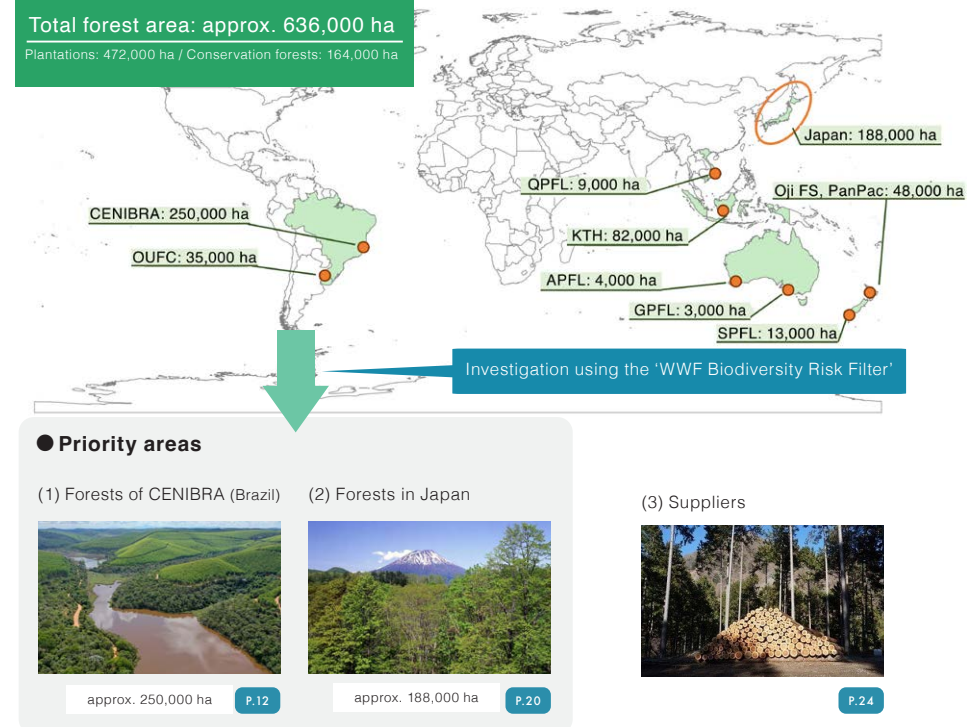 Total forest area: approx. 636,000 ha
Plantations: 472,000 ha / Conservation forests: 164,000 ha
Japan: 188,000 ha
QPFL: 9,000 ha
Oji FS, PanPac: 48,000 ha
CENIBRA: 250,000 ha
KTH: 82,000 ha
OUFC: 35,000 ha
APFL: 4,000 ha
GPFL: 3,000 ha
SPFL: 13,000 ha
Investigation using the ‘WWF Biodiversity Risk Filter’
● Priority areas
(1) Forests of CENIBRA (Brazil)
(2) Forests in Japan
(3) Suppliers
approx. 250,000 ha
P.12
approx. 188,000 ha
P.20
P.24